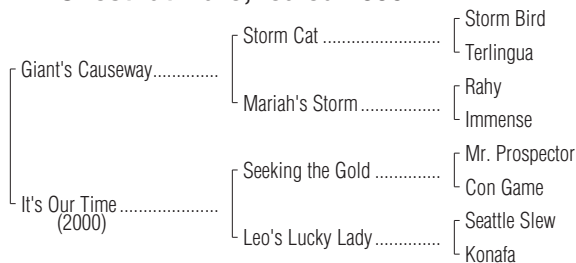 Storm Bird
Storm Cat ........................
Terlingua
Giant's Causeway..............
Rahy
Mariah's Storm .................
Immense
Mr. Prospector
Seeking the Gold ..............
Con Game
It's Our Time .....................
(2000)
Seattle Slew
Leo's Lucky Lady...............
Konafa